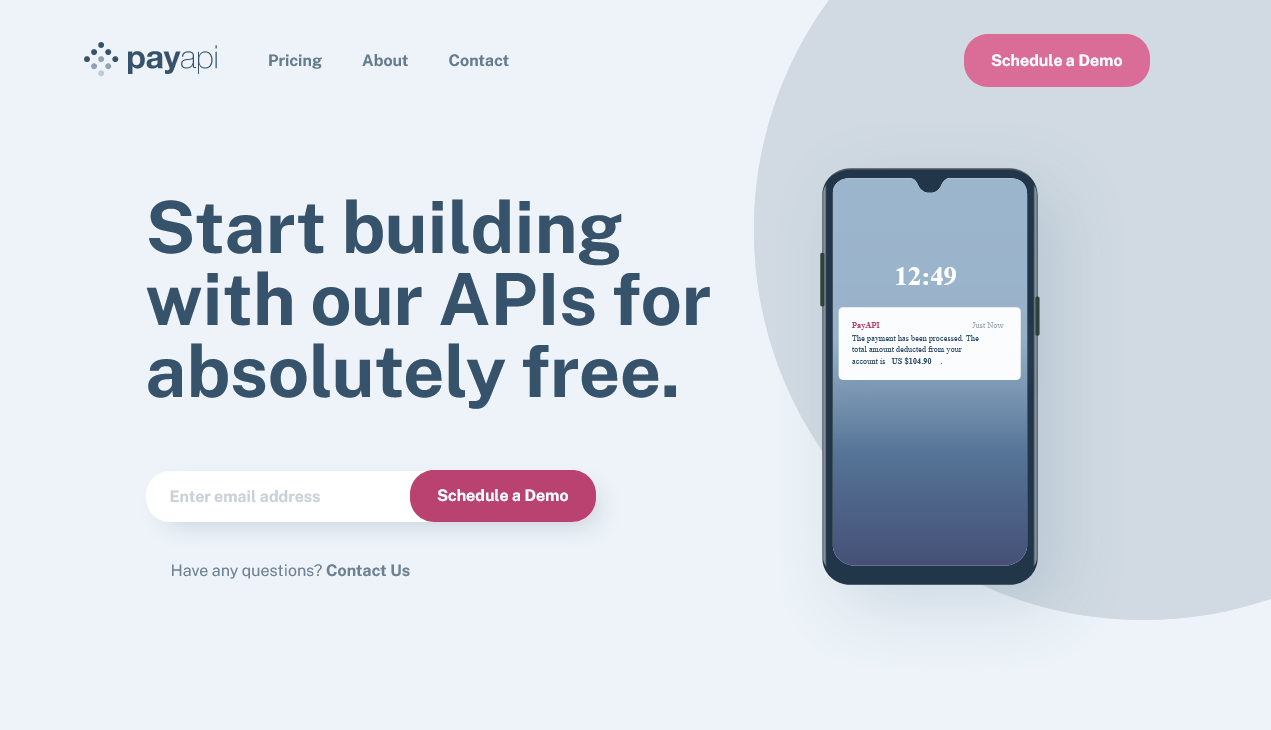 payapi
Pricing
About
Contact
Schedule a Demo
Start building
with our APIs for
absolutely free.
Enter email address
Schedule a Demo
Have any questions? Contact Us
12:49
PayAPI
Just Now
The payment has been processed. The
total amount deducted from your
account is US $104.90 .